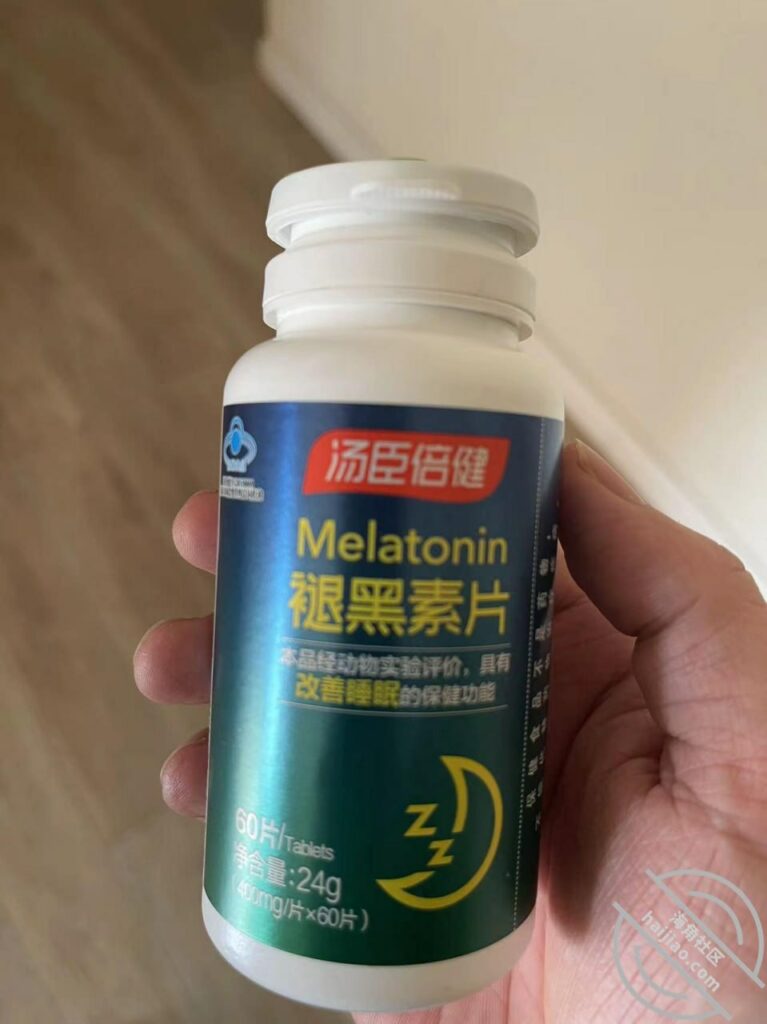 汤臣倍健
Melatonin
褪黑素片
本品经动物实验评价，具有
改善睡眠的保健功能
Z
Z
60片/Tablets
净含量：24g
（400mg/片×60片）
海角社区
haijiao.com